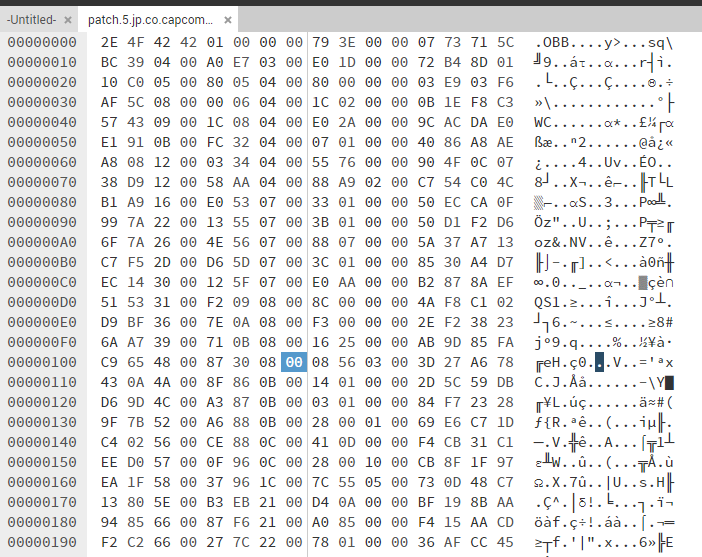 -Untitled- × patch.5.jp.co.capcom... ×
00000000 2E 4F 42 42 01 00 00 00 79 3E 00 00 07 73 71 5C .OBB....y>...sq\
00000010 BC 39 04 00 A0 E7 03 00 E0 1D 00 00 72 B4 8D 01 ╝9..áτ..α...r┤ì.
00000020 10 C0 05 00 80 05 04 00 80 00 00 00 03 E9 03 F6 .└..Ç...Ç....Θ.÷
00000030 AF 5C 08 00 00 06 04 00 1C 02 00 00 0B 1E F8 C3 »\............°├
00000040 57 43 09 00 1C 08 04 00 E0 2A 00 00 9C AC DA E0 WC......α*..£¼┌α
00000050 E1 91 0B 00 FC 32 04 00 07 01 00 00 40 86 A8 AE ßæ..ⁿ2......@å¿«
00000060 A8 08 12 00 03 34 04 00 55 76 00 00 90 4F 0C 07 ¿....4..Uv..ÉO..
00000070 38 D9 12 00 58 AA 04 00 88 A9 02 00 C7 54 C0 4C 8┘..X¬..ê⌐..╟T└L
00000080 B1 A9 16 00 E0 53 07 00 33 01 00 00 50 EC CA 0F ▒⌐..αS..3...P∞╩.
00000090 99 7A 22 00 13 55 07 00 3B 01 00 00 50 D1 F2 D6 Öz"..U..;...P╤≥╓
000000A0 6F 7A 26 00 4E 56 07 00 88 07 00 00 5A 37 A7 13 oz&.NV..ê...Z7º.
000000B0 C7 F5 2D 00 D6 5D 07 00 3C 01 00 00 85 30 A4 D7 ╟⌡-.╓]..<...à0ñ╫
000000C0 EC 14 30 00 12 5F 07 00 E0 AA 00 00 B2 87 8A EF ∞.0.._..α¬..▓çè∩
000000D0 51 53 31 00 F2 09 08 00 8C 00 00 00 4A F8 C1 02 QS1.≥...î...J°┴.
000000E0 D9 BF 36 00 7E 0A 08 00 F3 00 00 00 2E F2 38 23 ┘┐6.~...≤....≥8#
000000F0 6A A7 39 00 71 0B 08 00 16 25 00 00 AB 9D 85 FA jº9.q....%..½¥à·
00000100 C9 65 48 00 87 30 08 00 08 56 03 00 3D 27 A6 78 ╔eH.ç0...V..='ªx
00000110 43 0A 4A 00 8F 86 0B 00 14 01 00 00 2D 5C 59 DB C.J.Åå......-\Y█
00000120 D6 9D 4C 00 A3 87 0B 00 03 01 00 00 84 F7 23 28 ╓¥L.úç......ä≈#(
00000130 9F 7B 52 00 A6 88 0B 00 28 00 01 00 69 E6 C7 1D ƒ{R.ªê..(...iµ╟.
00000140 C4 02 56 00 CE 88 0C 00 41 0D 00 00 F4 CB 31 C1 ─.V.╬ê..A...⌠╦1┴
00000150 EE D0 57 00 0F 96 0C 00 28 00 10 00 CB 8F 1F 97 ε╨W..û..(...╦Å.ù
00000160 EA 1F 58 00 37 96 1C 00 7C 55 05 00 73 0D 48 C7 Ω.X.7û..|U..s.H╟
00000170 13 80 5E 00 B3 EB 21 00 D4 0A 00 00 BF 19 8B AA .Ç^.│δ!.╘...┐.ï¬
00000180 94 85 66 00 87 F6 21 00 A0 85 00 00 F4 15 AA CD öàf.ç÷!.áà..⌠.¬═
00000190 F2 C2 66 00 27 7C 22 00 78 01 00 00 36 AF CC 45 ≥┬f.'|".x...6»╠E